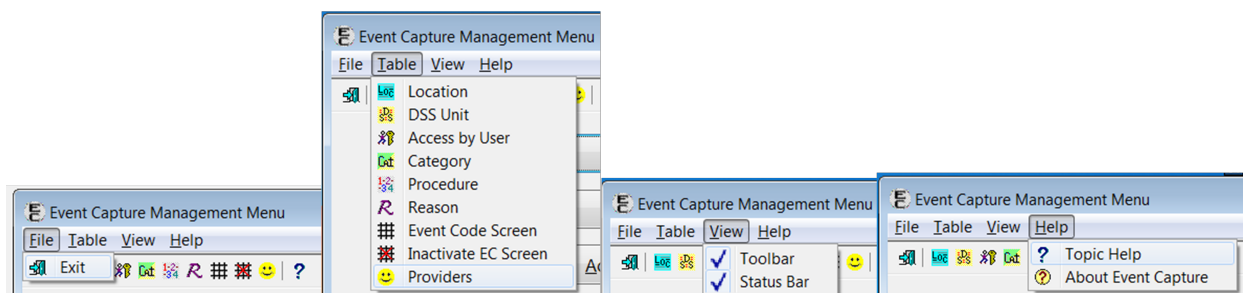 Event Capture Management Menu
File Table View Help
Exit
Event Capture Management Menu
File Table View Help
Location
DSS Unit
Access by User
Category
Procedure
Reason
Event Code Screen
Inactivate EC Screen
Providers
Event Capture Management Menu
File Table View Help
Toolbar
Status Bar
Event Capture Management Menu
File Table View Help
Topic Help
About Event Capture